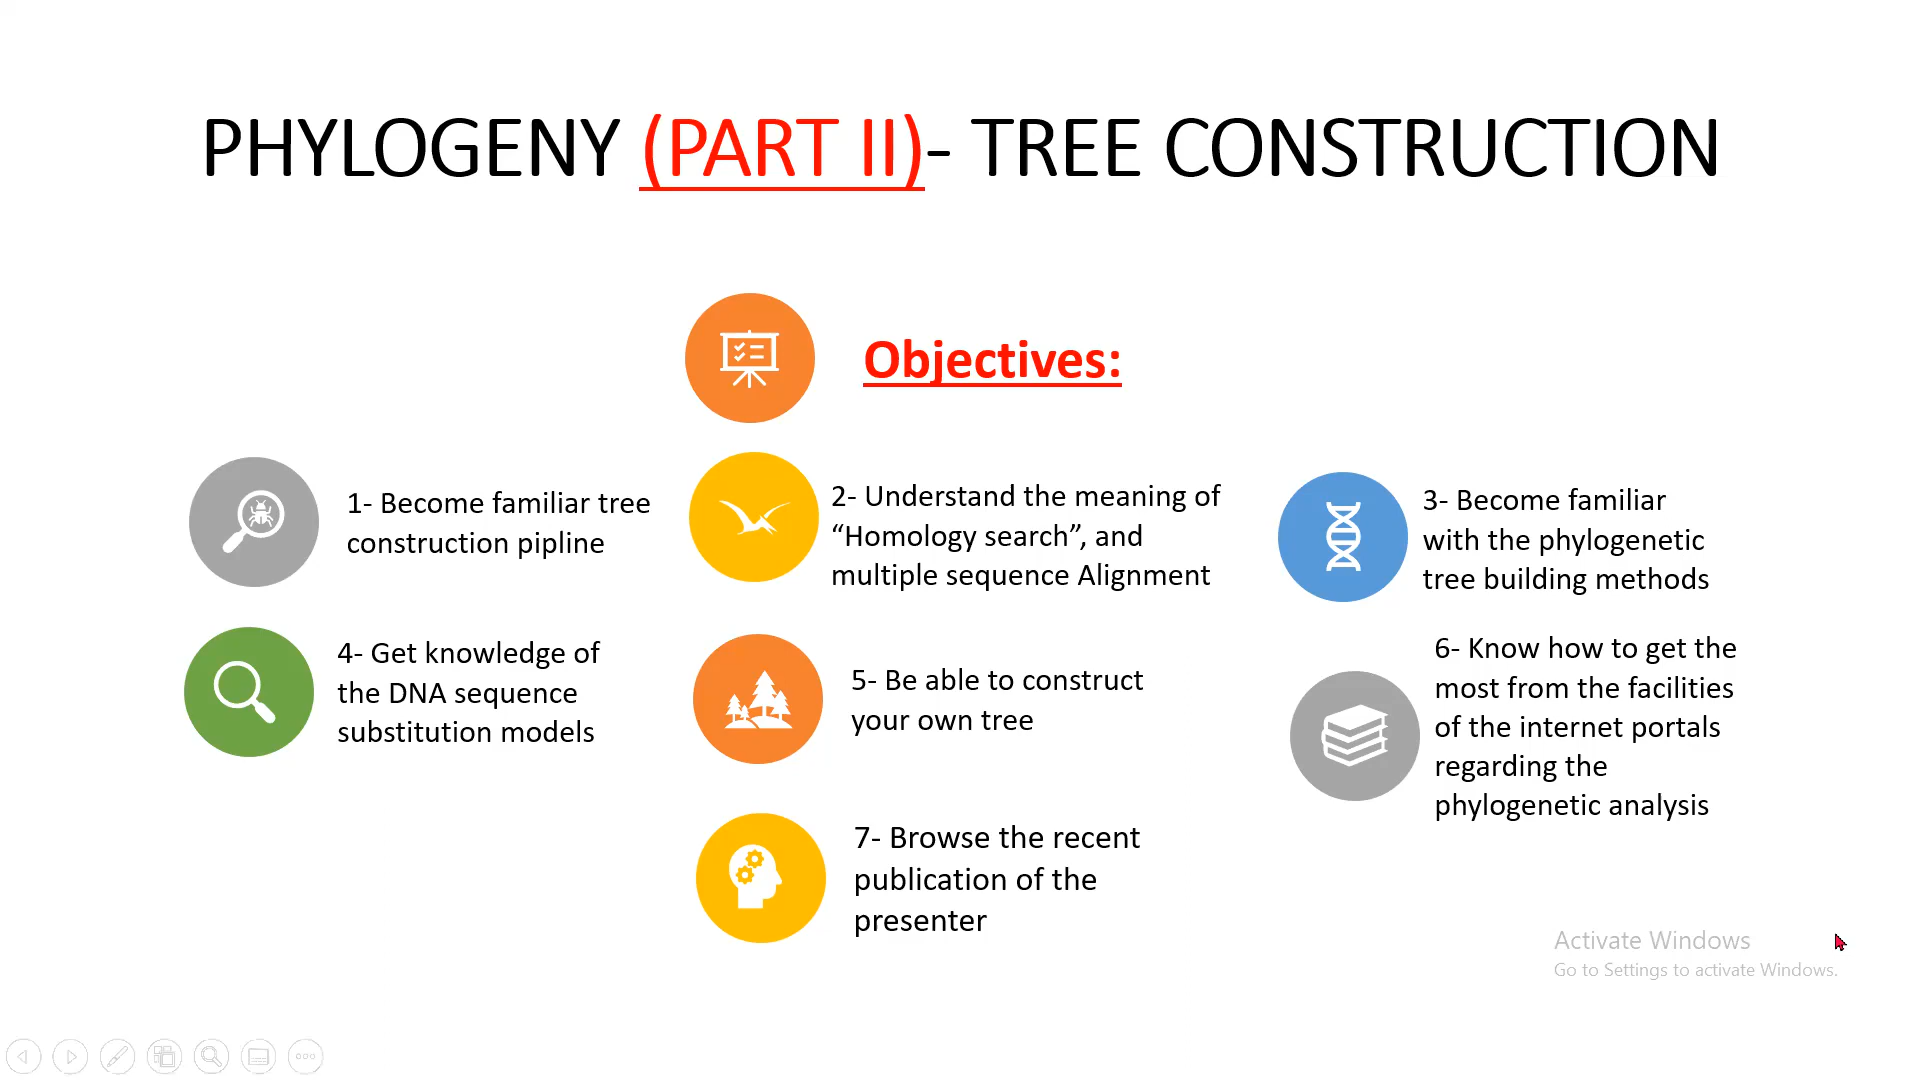 PHYLOGENY (PART II)- TREE CONSTRUCTION
Objectives:
1- Become familiar tree
construction pipline
2- Understand the meaning of
“Homology search”, and
multiple sequence Alignment
3- Become familiar
with the phylogenetic
tree building methods
4- Get knowledge of
the DNA sequence
substitution models
5- Be able to construct
your own tree
6- Know how to get the
most from the facilities
of the internet portals
regarding the
phylogenetic analysis
7- Browse the recent
publication of the
presenter
Activate Windows
Go to Settings to activate Windows.